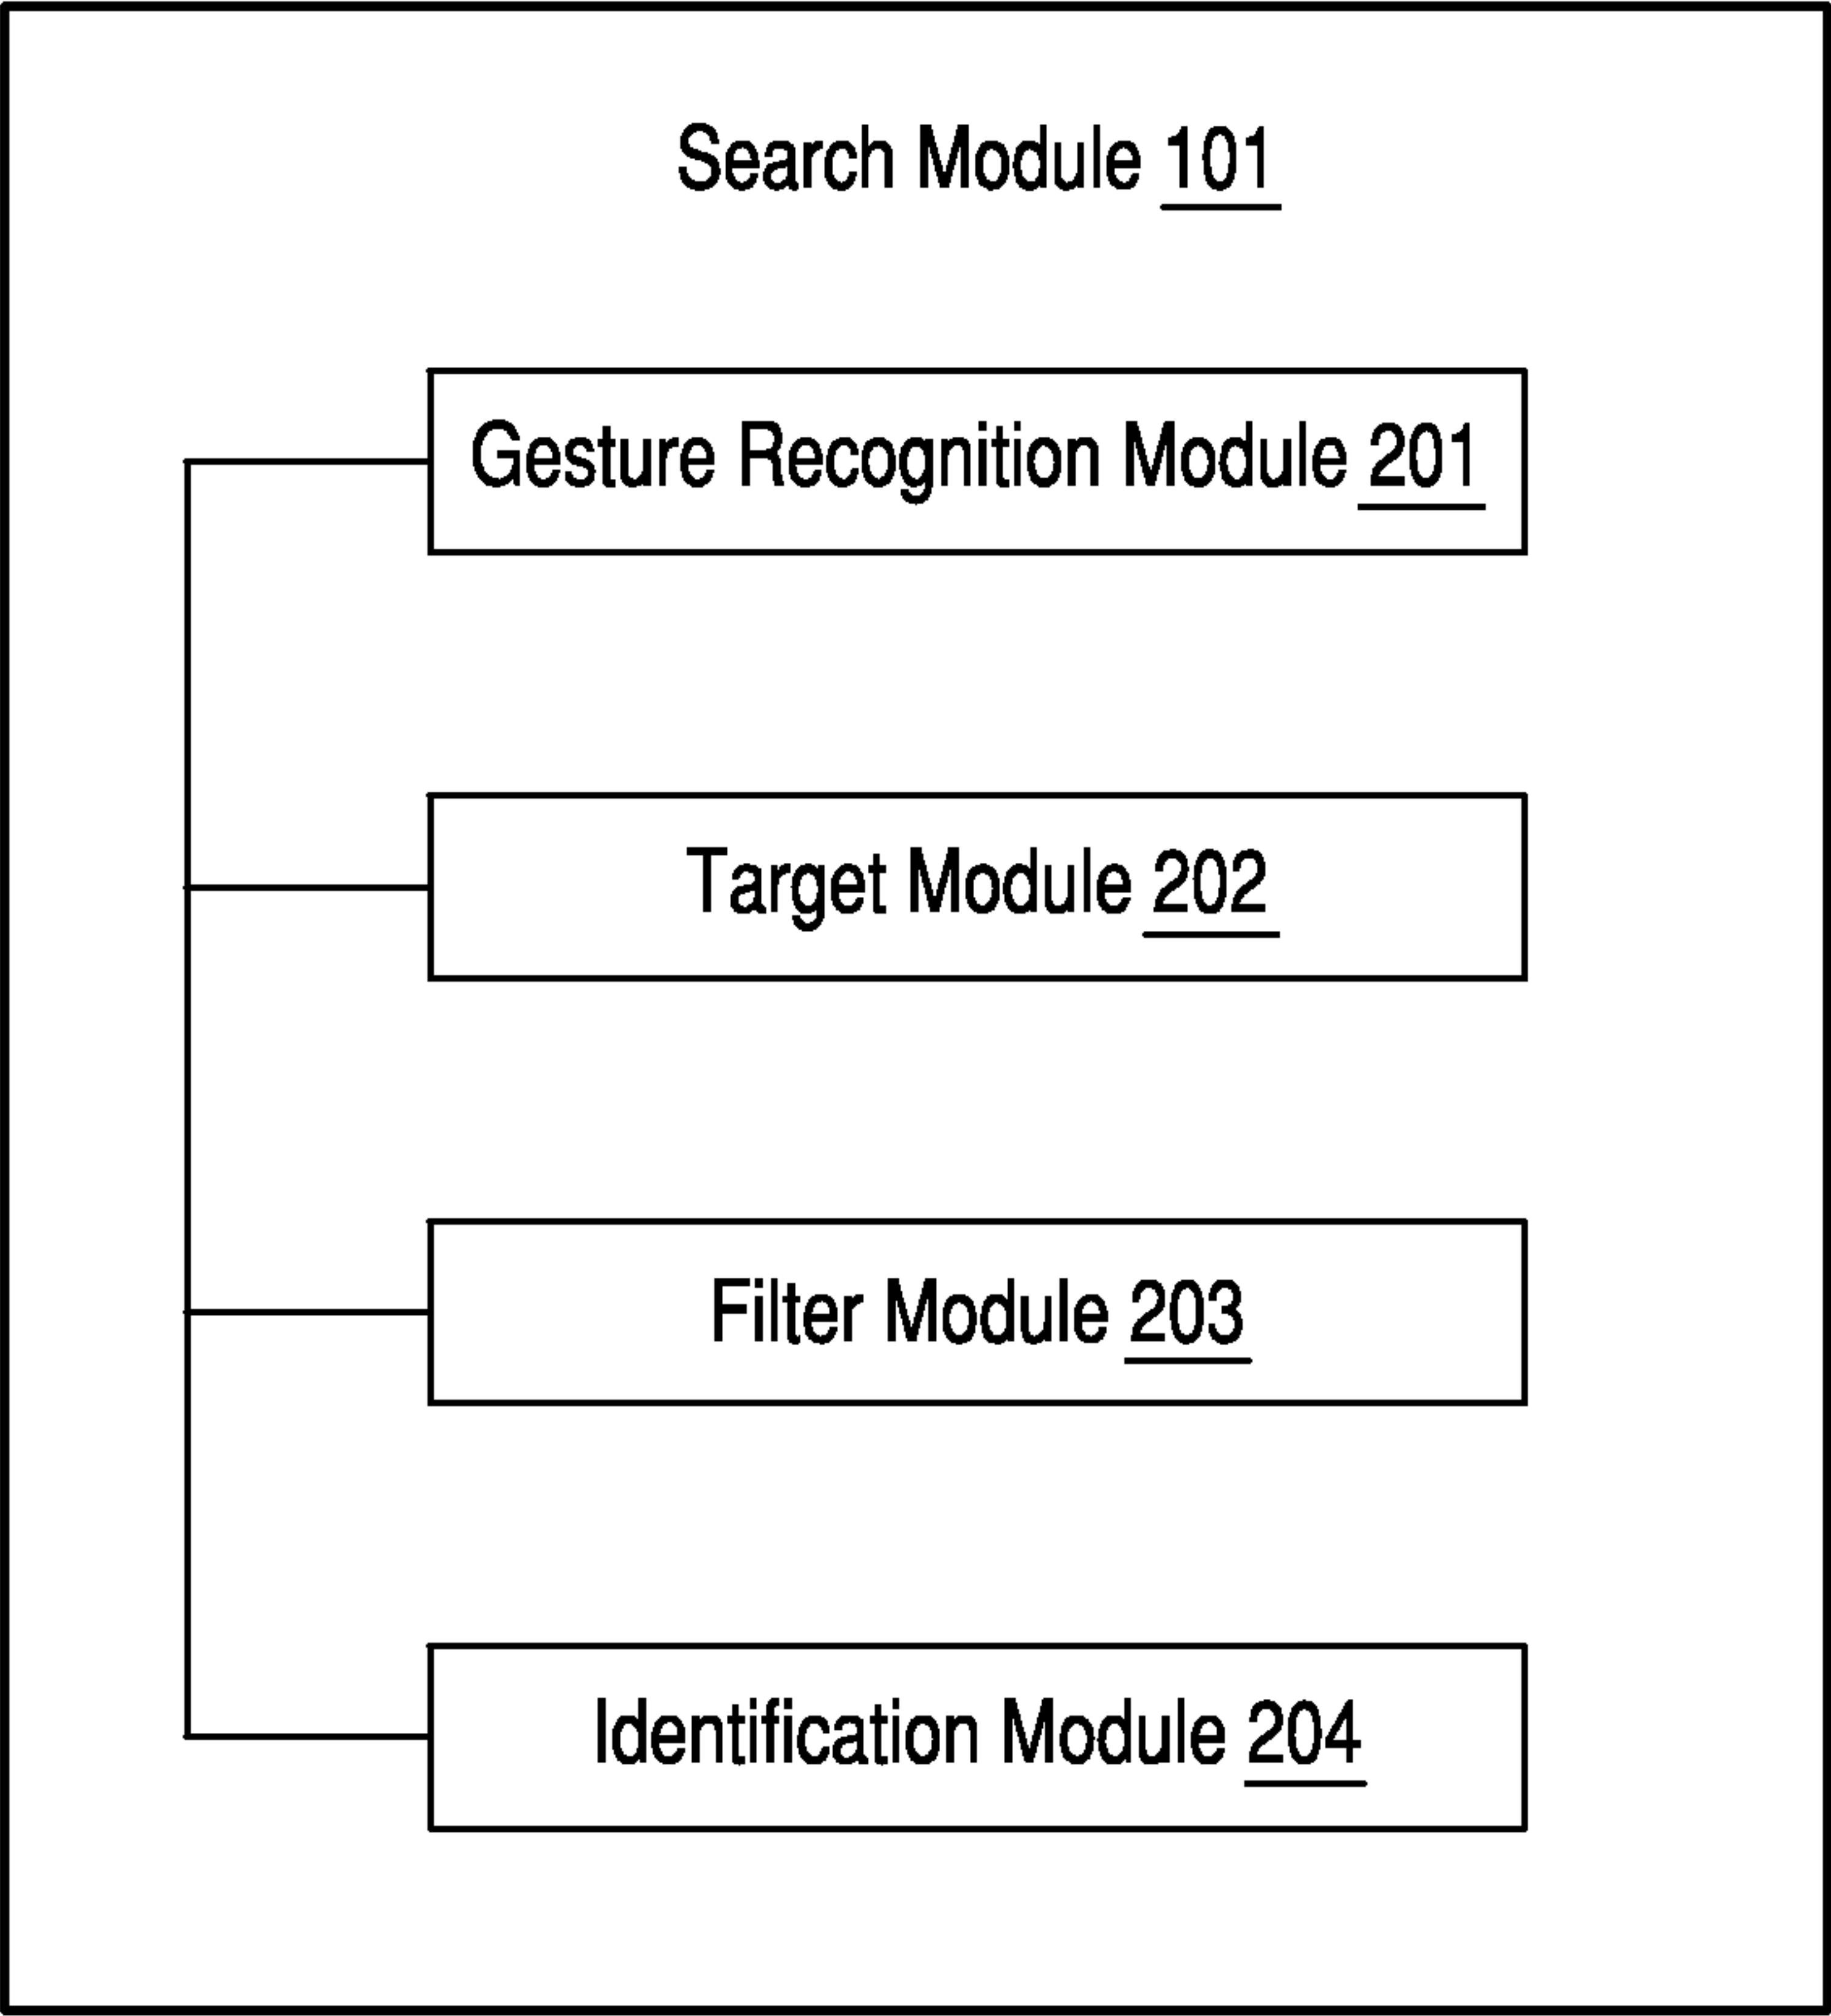 Search Module 101
Gesture Recognition Module 201
Target Module 202
Filter Module 203
Identification Module 204